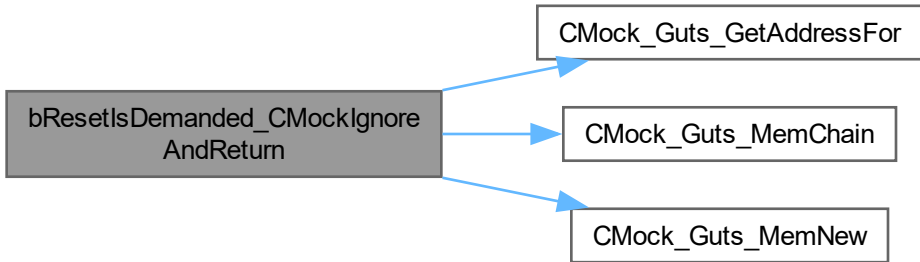 CMock_Guts_GetAddressFor
bResetIsDemanded_CMockIgnore
AndReturn
CMock_Guts_MemChain
CMock_Guts_MemNew